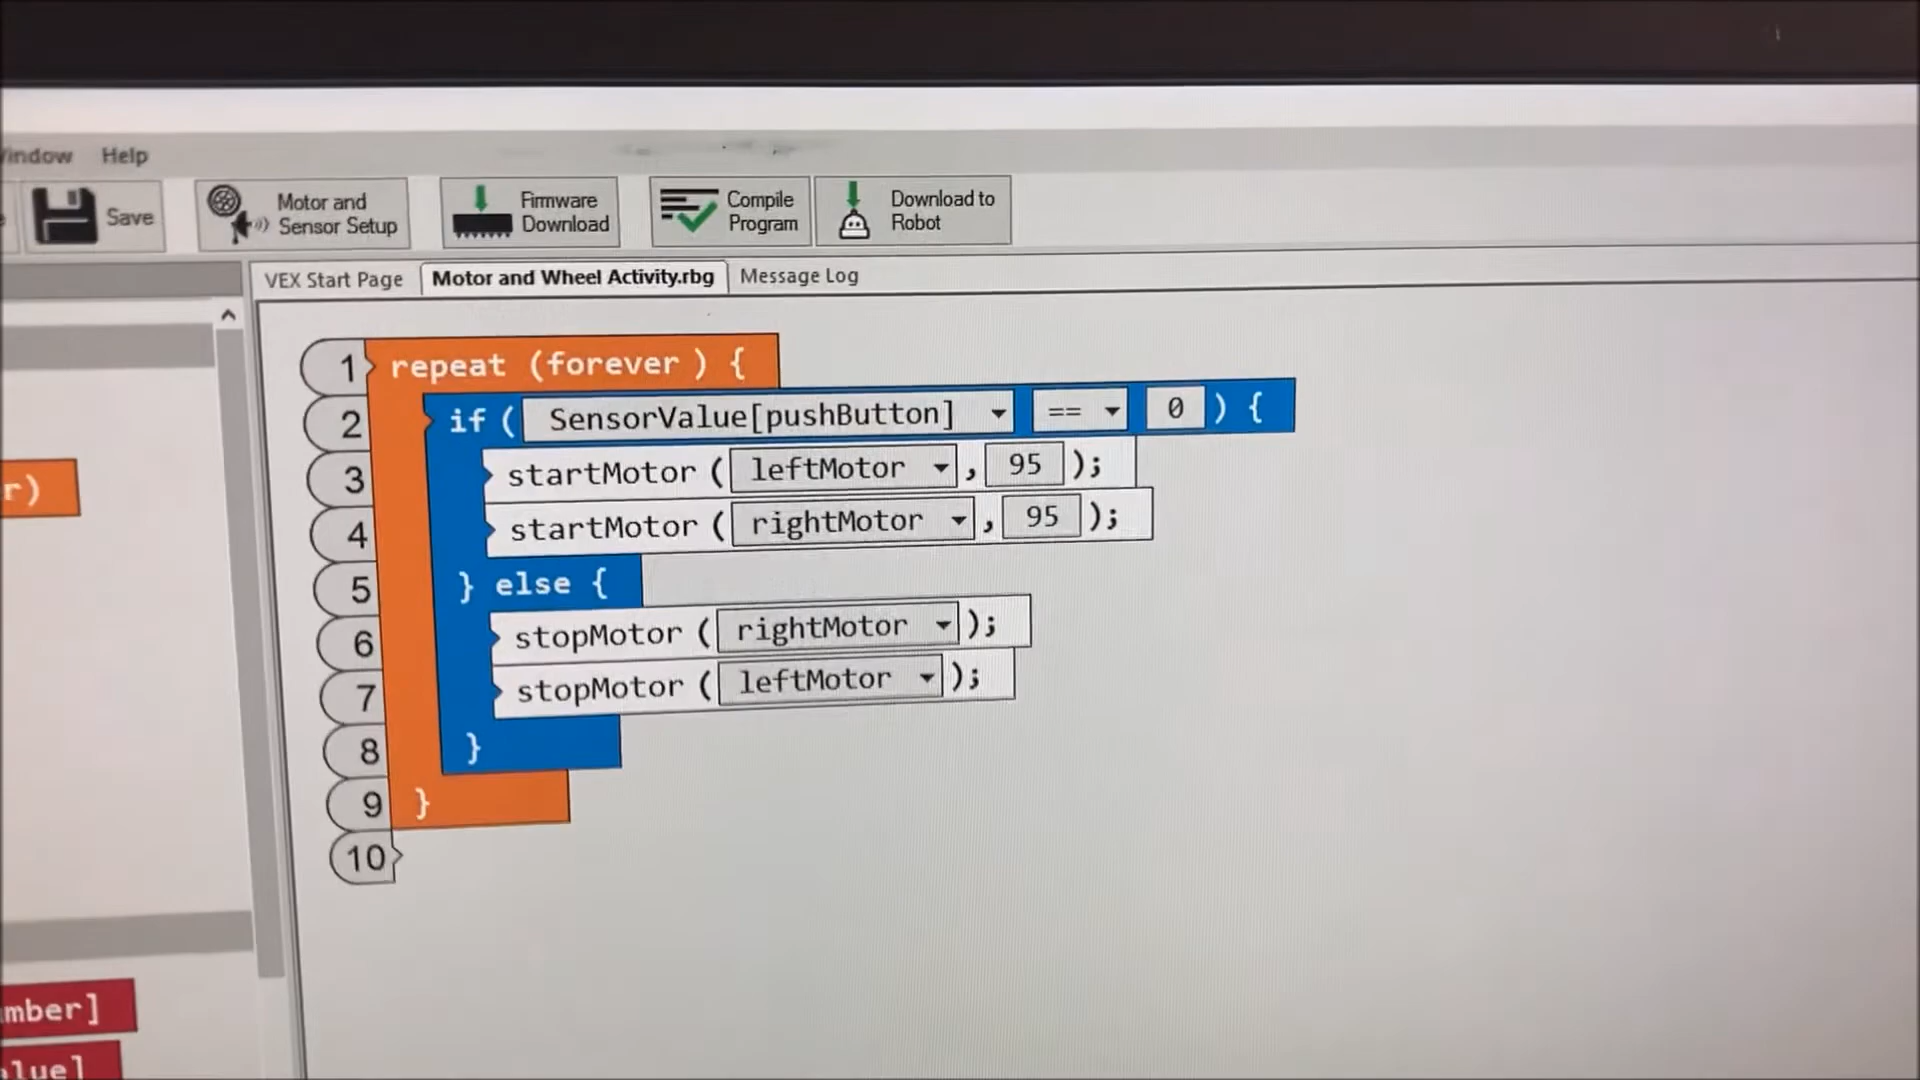 Window Help
Save
Motor and Sensor Setup
Firmware Download
Compile Program
Download to Robot
VEX Start Page
Motor and Wheel Activity.rbg
Message Log
1 repeat (forever ) {
2 if ( SensorValue[pushButton] == 0 ) {
3 startMotor ( leftMotor , 95 );
4 startMotor ( rightMotor , 95 );
5 } else {
6 stopMotor ( rightMotor );
7 stopMotor ( leftMotor );
8 }
9 }
10
r)
mber]
alue]